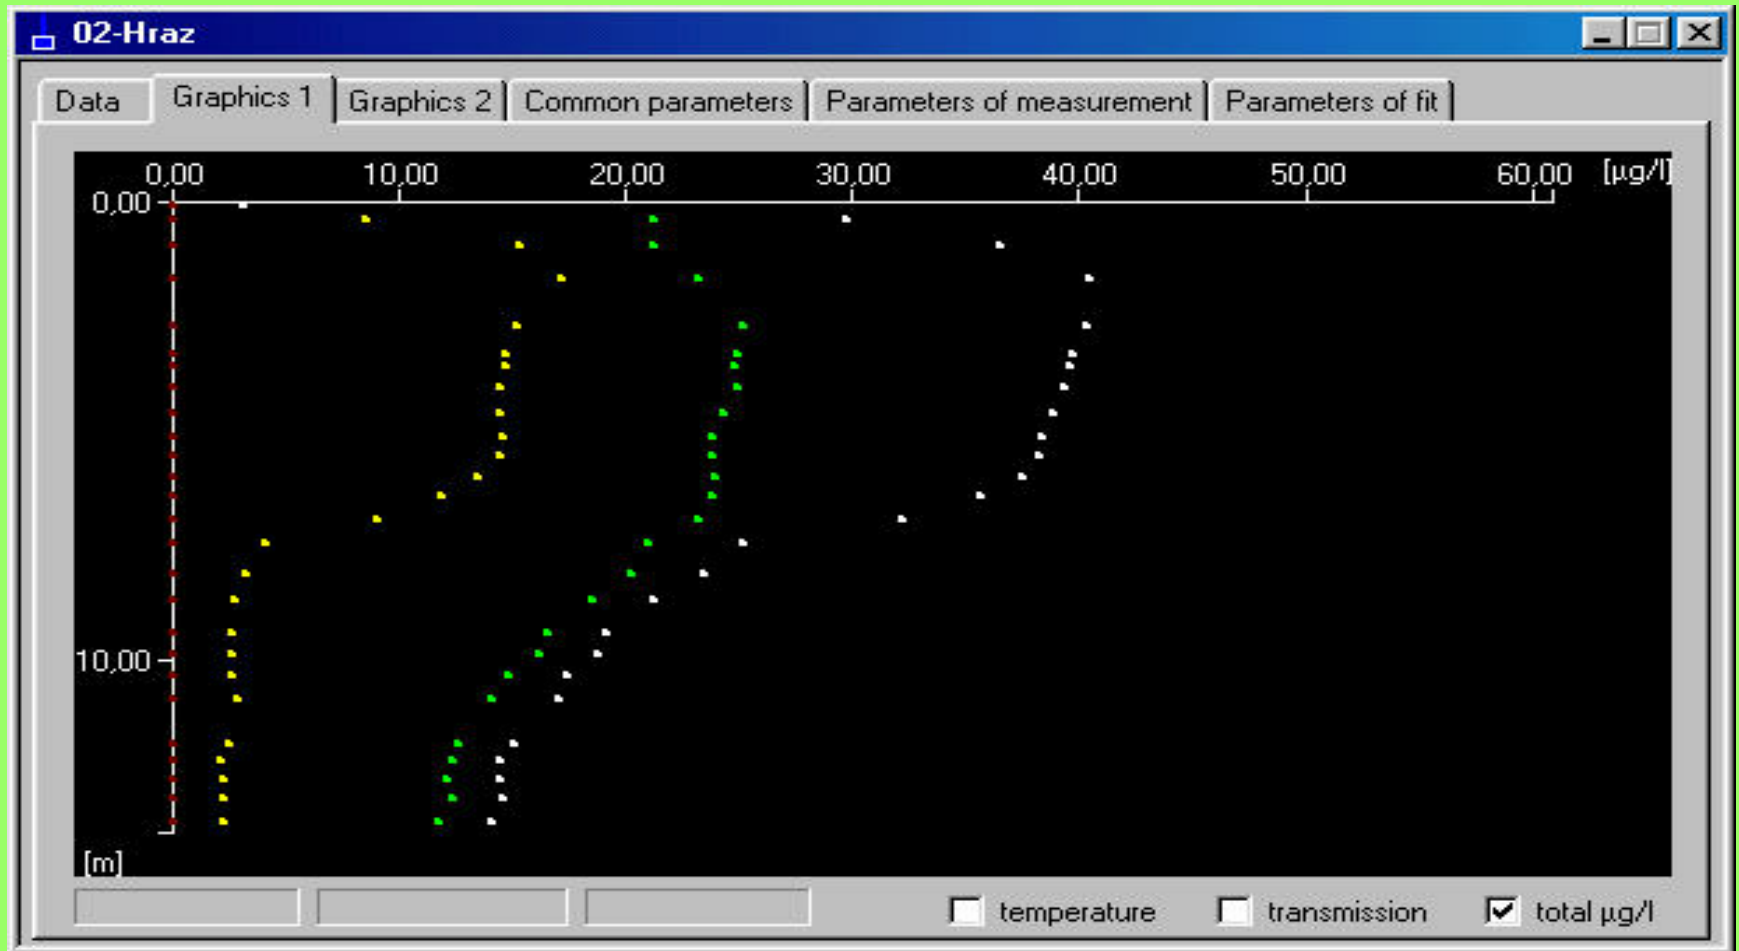 02-Hraz
Data Graphics 1 Graphics 2 Common parameters Parameters of measurement Parameters of fit
0,00 10,00 20,00 30,00 40,00 50,00 60,00 [µg/l]
0,00
10,00
[m]
temperature transmission total µg/l